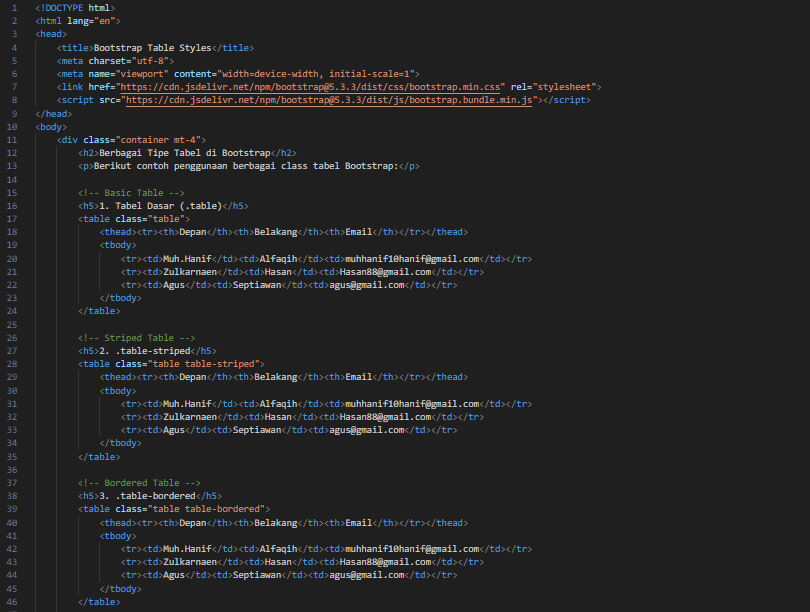 1 <!DOCTYPE html>
2 <html lang="en">
3 <head>
4 <title>Bootstrap Table Styles</title>
5 <meta charset="utf-8">
6 <meta name="viewport" content="width=device-width, initial-scale=1">
7 <link href="https://cdn.jsdelivr.net/npm/bootstrap@5.3.3/dist/css/bootstrap.min.css" rel="stylesheet">
8 <script src="https://cdn.jsdelivr.net/npm/bootstrap@5.3.3/dist/js/bootstrap.bundle.min.js"></script>
9 </head>
10 <body>
11 <div class="container mt-4">
12 <h2>Berbagai Tipe Tabel di Bootstrap</h2>
13 <p>Berikut contoh penggunaan berbagai class tabel Bootstrap:</p>
14
15 <!-- Basic Table -->
16 <h5>1. Tabel Dasar (.table)</h5>
17 <table class="table">
18 <thead><tr><th>Depan</th><th>Belakang</th><th>Email</th></tr></thead>
19 <tbody>
20 <tr><td>Muh.Hanif</td><td>Alfaqih</td><td>muhhanif10hanif@gmail.com</td></tr>
21 <tr><td>Zulkarnaen</td><td>Hasan</td><td>Hasan88@gmail.com</td></tr>
22 <tr><td>Agus</td><td>Septiawan</td><td>agus@gmail.com</td></tr>
23 </tbody>
24 </table>
25
26 <!-- Striped Table -->
27 <h5>2. .table-striped</h5>
28 <table class="table table-striped">
29 <thead><tr><th>Depan</th><th>Belakang</th><th>Email</th></tr></thead>
30 <tbody>
31 <tr><td>Muh.Hanif</td><td>Alfaqih</td><td>muhhanif10hanif@gmail.com</td></tr>
32 <tr><td>Zulkarnaen</td><td>Hasan</td><td>Hasan88@gmail.com</td></tr>
33 <tr><td>Agus</td><td>Septiawan</td><td>agus@gmail.com</td></tr>
34 </tbody>
35 </table>
36
37 <!-- Bordered Table -->
38 <h5>3. .table-bordered</h5>
39 <table class="table table-bordered">
40 <thead><tr><th>Depan</th><th>Belakang</th><th>Email</th></tr></thead>
41 <tbody>
42 <tr><td>Muh.Hanif</td><td>Alfaqih</td><td>muhhanif10hanif@gmail.com</td></tr>
43 <tr><td>Zulkarnaen</td><td>Hasan</td><td>Hasan88@gmail.com</td></tr>
44 <tr><td>Agus</td><td>Septiawan</td><td>agus@gmail.com</td></tr>
45 </tbody>
46 </table>